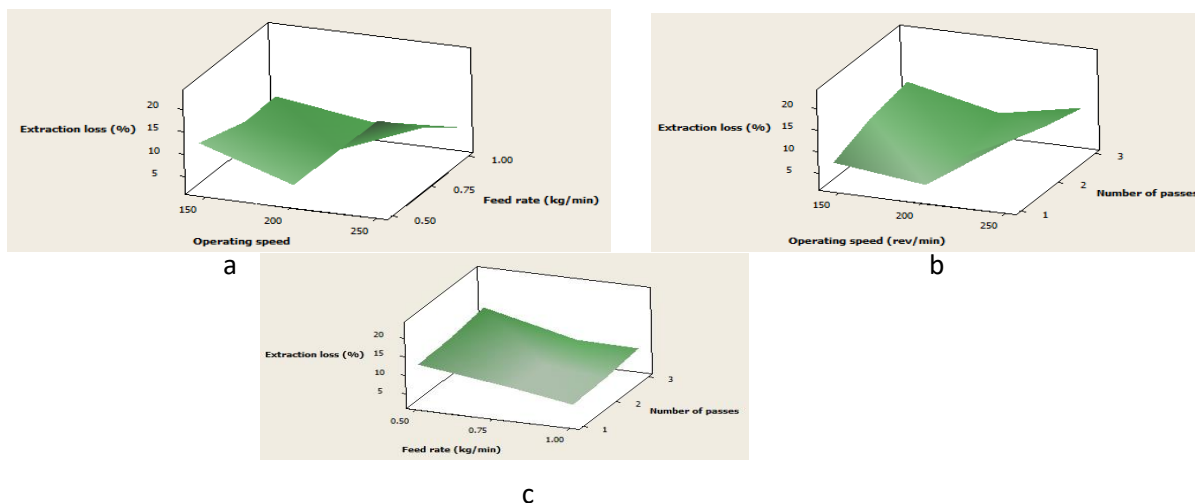 20
Extraction loss (%)
15
10
5
1.00
0.75
Feed rate (kg/min)
0.50
150
200
250
Operating speed
a
20
Extraction loss (%)
15
10
5
3
2
Number of passes
1
150
200
250
Operating speed (rev/min)
b
20
Extraction loss (%)
15
10
5
3
2
Number of passes
1
0.50
0.75
1.00
Feed rate (kg/min)
c